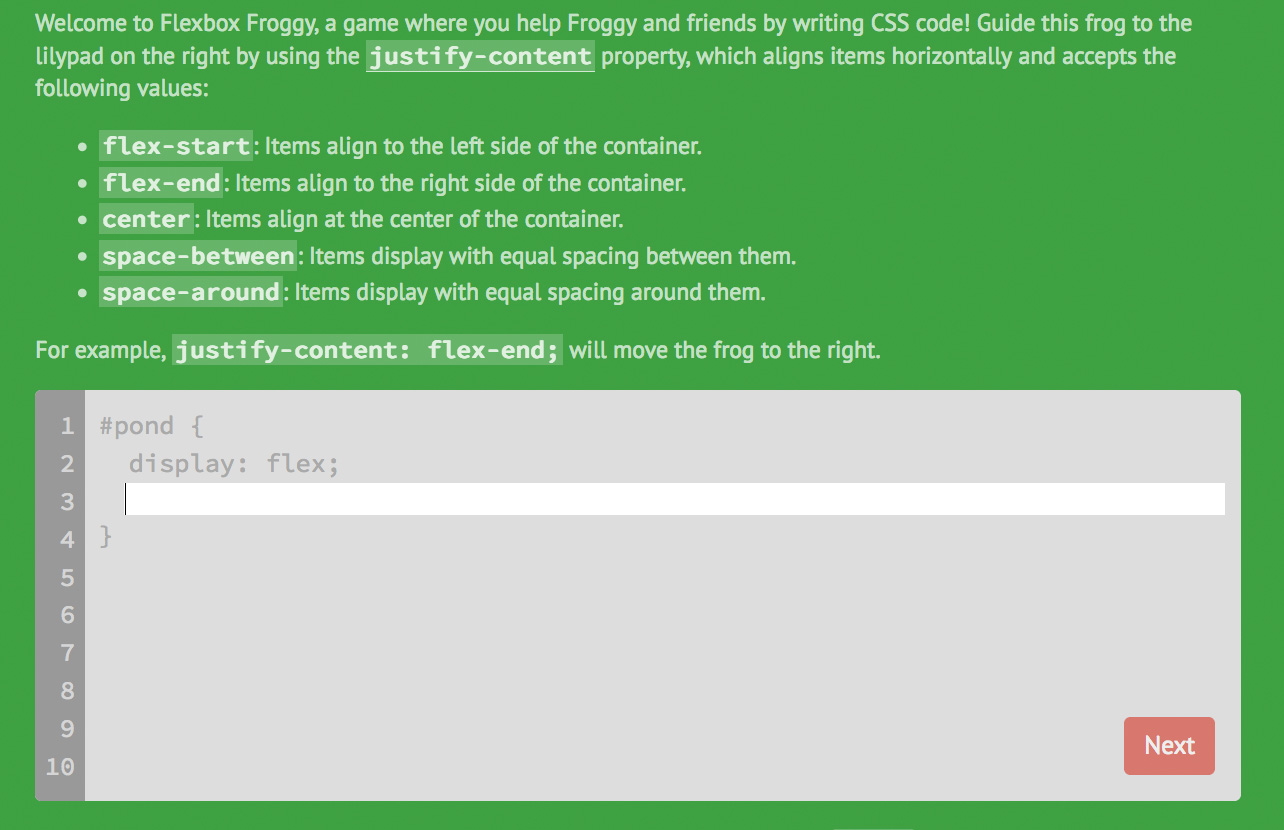 Welcome to Flexbox Froggy, a game where you help Froggy and friends by writing CSS code! Guide this frog to the
lilypad on the right by using the justify-content property, which aligns items horizontally and accepts the
following values:
• flex-start: Items align to the left side of the container.
• flex-end: Items align to the right side of the container.
• center: Items align at the center of the container.
• space-between: Items display with equal spacing between them.
• space-around: Items display with equal spacing around them.
For example, justify-content: flex-end; will move the frog to the right.
1 #pond {
2 display: flex;
3
4 }
5
6
7
8
9
10
Next